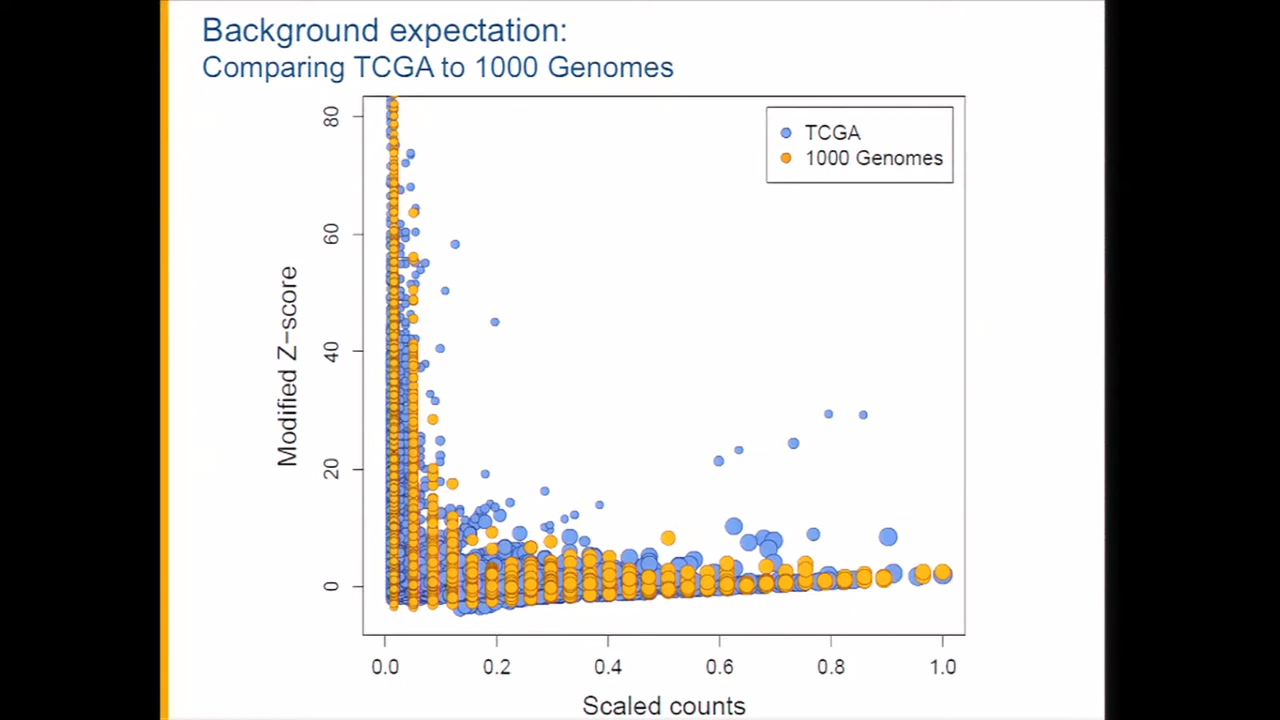 Background expectation:
Comparing TCGA to 1000 Genomes
TCGA
1000 Genomes
80
60
40
20
0
Modified Z-score
0.0 0.2 0.4 0.6 0.8 1.0
Scaled counts